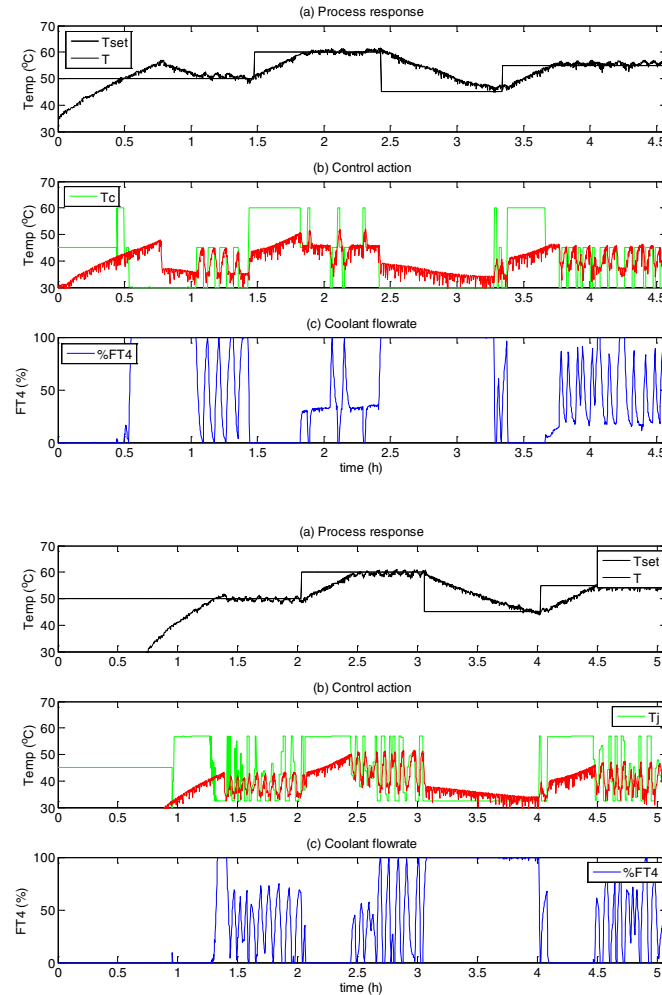 (a) Process response
Temp (°C)
70
60
50
40
30
Tset
T
0 0.5 1 1.5 2 2.5 3 3.5 4 4.5
(b) Control action
Temp (°C)
70
60
50
40
30
Tc
0 0.5 1 1.5 2 2.5 3 3.5 4 4.5
(c) Coolant flowrate
FT4 (%)
100
50
0
%FT4
0 0.5 1 1.5 2 2.5 3 3.5 4 4.5
time (h)
(a) Process response
Temp (°C)
70
60
50
40
30
Tset
T
0 0.5 1 1.5 2 2.5 3 3.5 4 4.5 5
(b) Control action
Temp (°C)
70
60
50
40
30
Tj
0 0.5 1 1.5 2 2.5 3 3.5 4 4.5 5
(c) Coolant flowrate
FT4 (%)
100
50
0
%FT4
0 0.5 1 1.5 2 2.5 3 3.5 4 4.5 5
time (h)